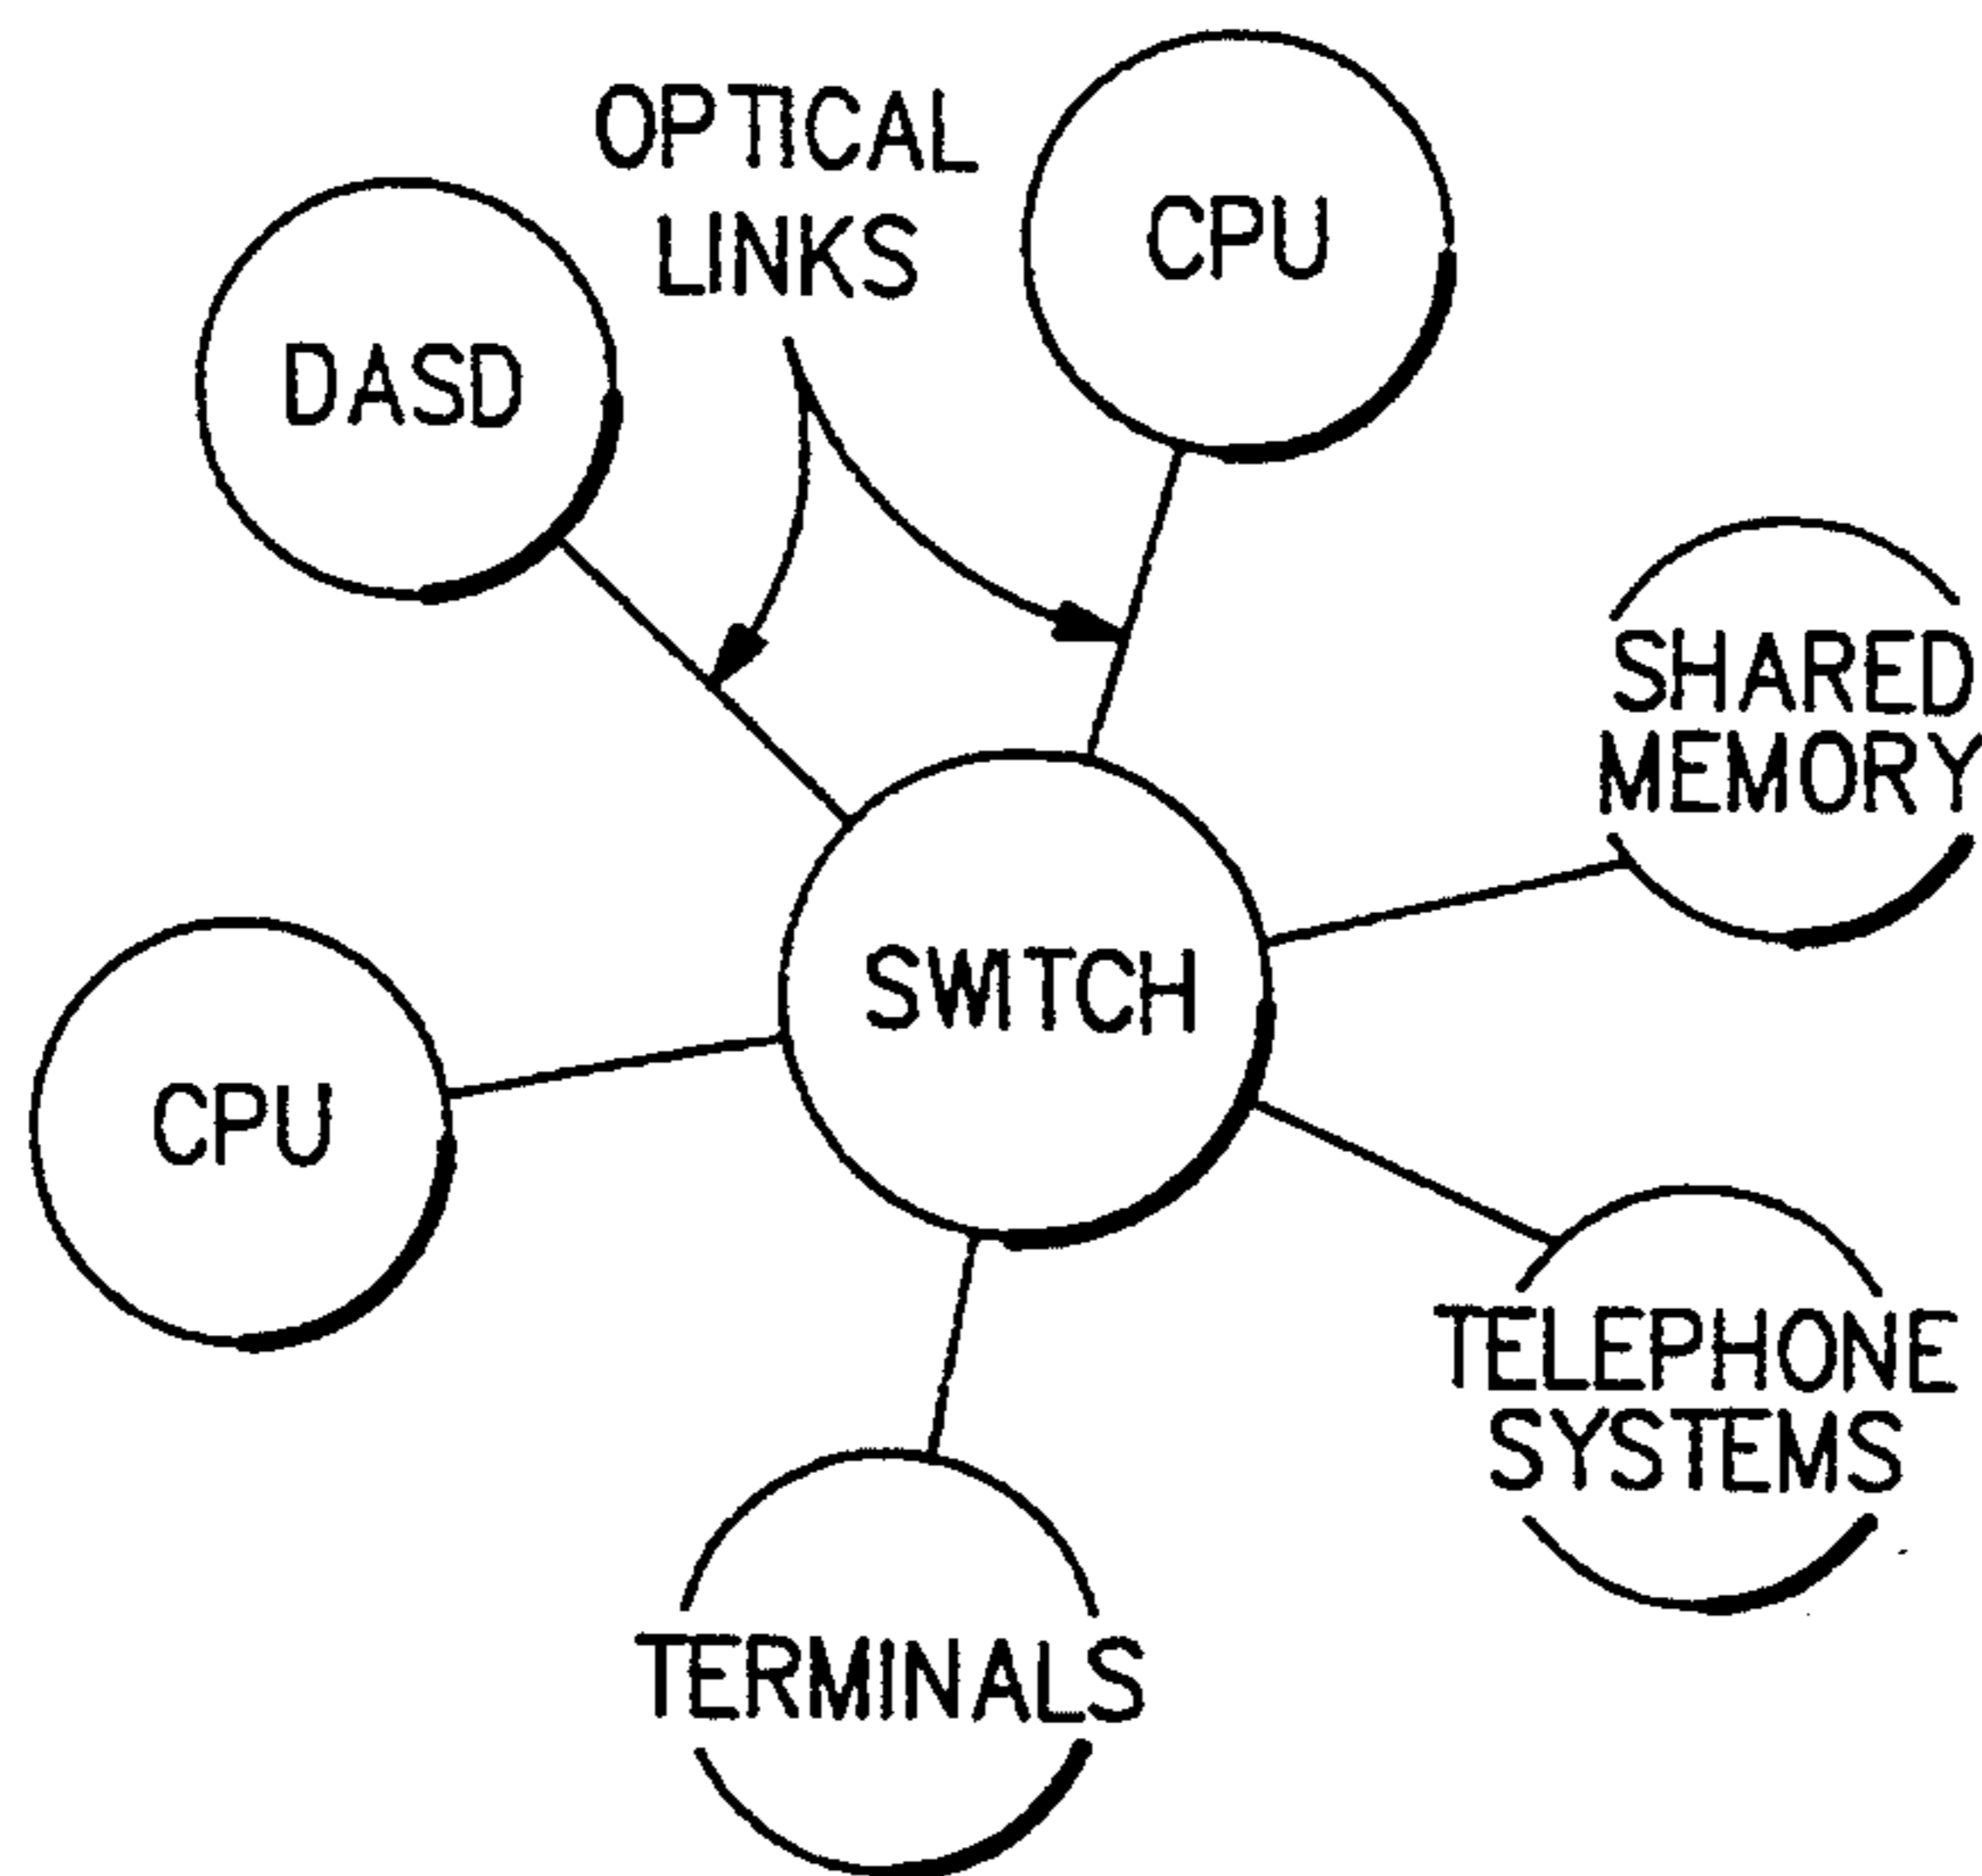 OPTICAL
LINKS
CPU
DASD
SHARED
MEMORY
SWITCH
CPU
TELEPHONE
SYSTEMS
TERMINALS